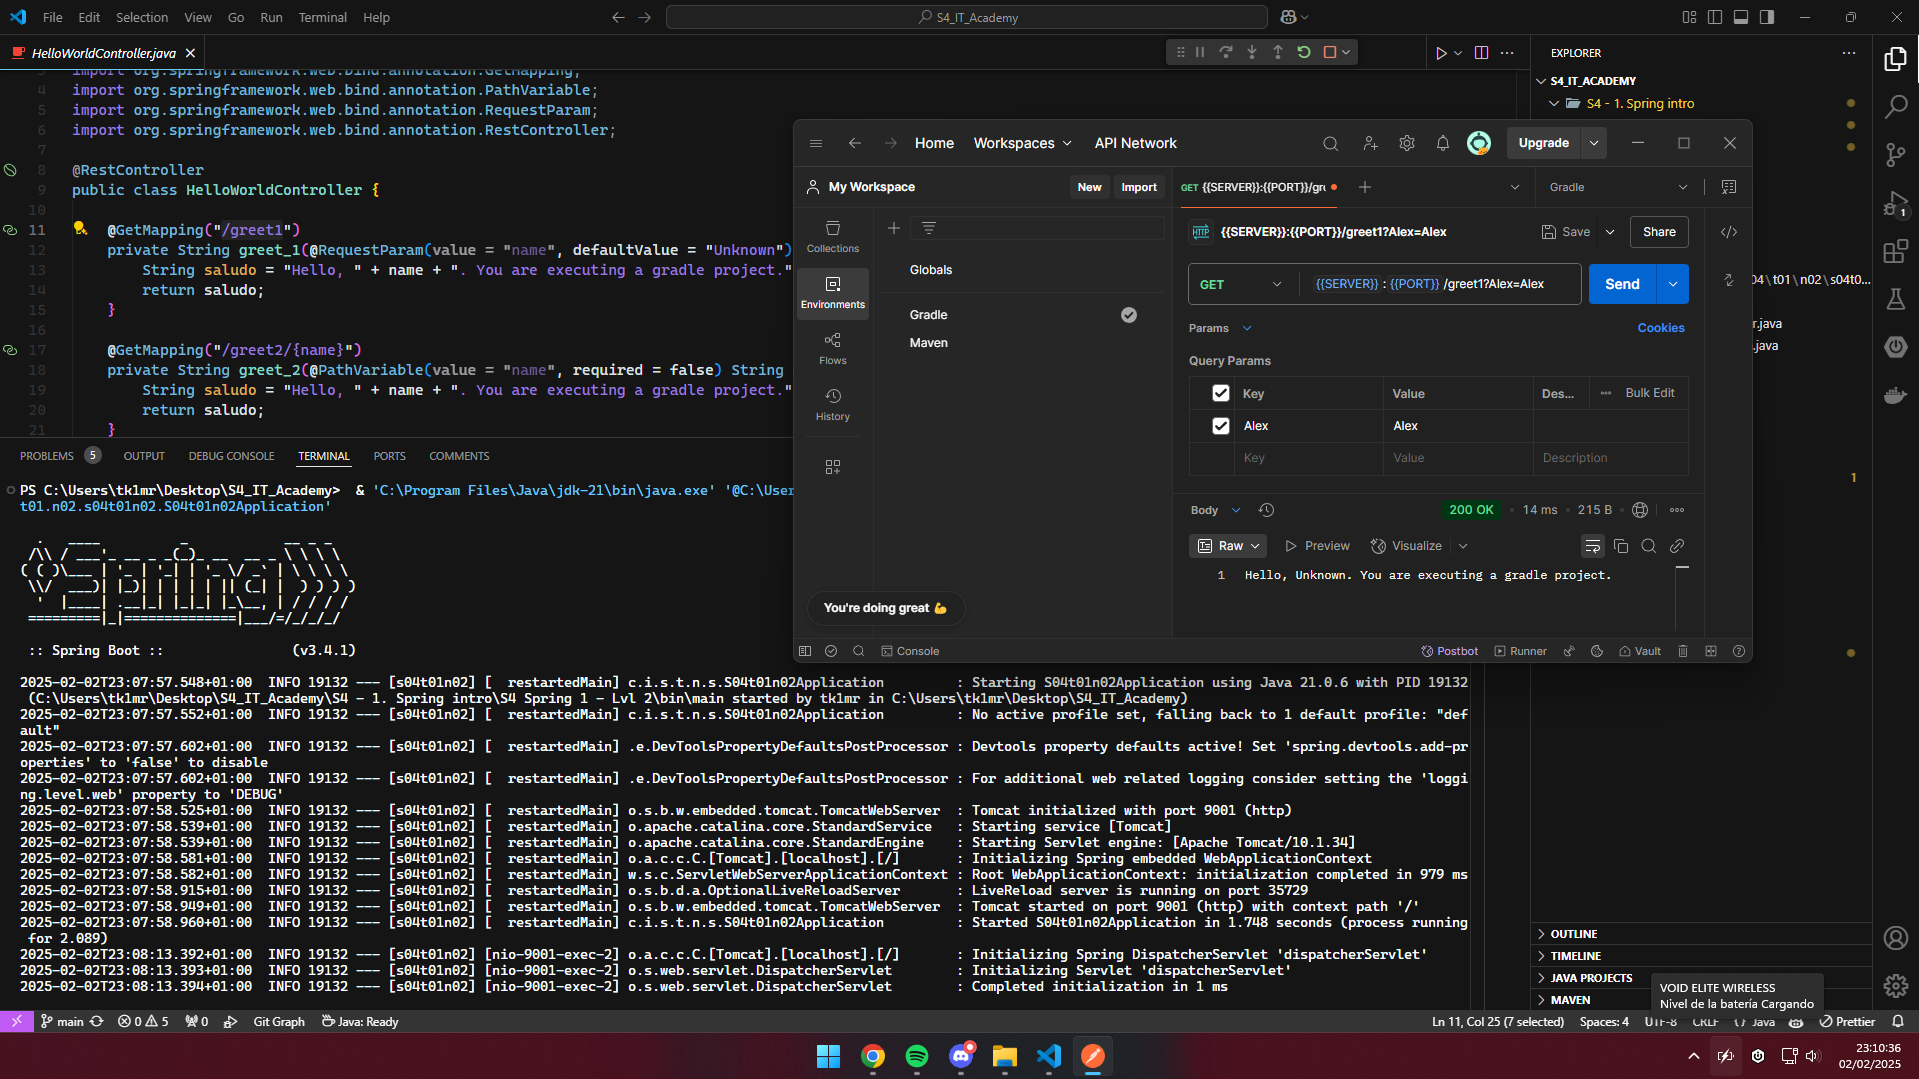 File Edit Selection View Go Run Terminal Help
S4_IT_Academy
HelloWorldController.java
3 import org.springframework.web.bind.annotation.GetMapping;
4 import org.springframework.web.bind.annotation.PathVariable;
5 import org.springframework.web.bind.annotation.RequestParam;
6 import org.springframework.web.bind.annotation.RestController;
7
8 @RestController
9 public class HelloWorldController {
10
11 @GetMapping("/greet1")
12 private String greet_1(@RequestParam(value = "name", defaultValue = "Unknown")
13 String saludo = "Hello, " + name + ". You are executing a gradle project."
14 return saludo;
15 }
16
17 @GetMapping("/greet2/{name}")
18 private String greet_2(@PathVariable(value = "name", required = false) String
19 String saludo = "Hello, " + name + ". You are executing a gradle project."
20 return saludo;
21 }
PROBLEMS 5 OUTPUT DEBUG CONSOLE TERMINAL PORTS COMMENTS
PS C:\Users\tk1mr\Desktop\S4_IT_Academy> & 'C:\Program Files\Java\jdk-21\bin\java.exe' '@C:\User
t01.n02.s04t01n02.S04t01n02Application'
:: Spring Boot :: (v3.4.1)
2025-02-02T23:07:57.548+01:00 INFO 19132 --- [s04t01n02] [ restartedMain] c.i.s.t.n.s.S04t01n02Application : Starting S04t01n02Application using Java 21.0.6 with PID 19132
(C:\Users\tk1mr\Desktop\S4_IT_Academy\S4 - 1. Spring intro\S4 Spring 1 - Lvl 2\bin\main started by tk1mr in C:\Users\tk1mr\Desktop\S4_IT_Academy)
2025-02-02T23:07:57.552+01:00 INFO 19132 --- [s04t01n02] [ restartedMain] c.i.s.t.n.s.S04t01n02Application : No active profile set, falling back to 1 default profile: "def
ault"
2025-02-02T23:07:57.602+01:00 INFO 19132 --- [s04t01n02] [ restartedMain] .e.DevToolsPropertyDefaultsPostProcessor : Devtools property defaults active! Set 'spring.devtools.add-pr
operties' to 'false' to disable
2025-02-02T23:07:57.602+01:00 INFO 19132 --- [s04t01n02] [ restartedMain] .e.DevToolsPropertyDefaultsPostProcessor : For additional web related logging consider setting the 'loggi
ng.level.web' property to 'DEBUG'
2025-02-02T23:07:58.525+01:00 INFO 19132 --- [s04t01n02] [ restartedMain] o.s.b.w.embedded.tomcat.TomcatWebServer : Tomcat initialized with port 9001 (http)
2025-02-02T23:07:58.539+01:00 INFO 19132 --- [s04t01n02] [ restartedMain] o.apache.catalina.core.StandardService : Starting service [Tomcat]
2025-02-02T23:07:58.539+01:00 INFO 19132 --- [s04t01n02] [ restartedMain] o.apache.catalina.core.StandardEngine : Starting Servlet engine: [Apache Tomcat/10.1.34]
2025-02-02T23:07:58.581+01:00 INFO 19132 --- [s04t01n02] [ restartedMain] o.a.c.c.C.[Tomcat].[localhost].[/] : Initializing Spring embedded WebApplicationContext
2025-02-02T23:07:58.582+01:00 INFO 19132 --- [s04t01n02] [ restartedMain] w.s.c.ServletWebServerApplicationContext : Root WebApplicationContext: initialization completed in 979 ms
2025-02-02T23:07:58.915+01:00 INFO 19132 --- [s04t01n02] [ restartedMain] o.s.b.d.a.OptionalLiveReloadServer : LiveReload server is running on port 35729
2025-02-02T23:07:58.949+01:00 INFO 19132 --- [s04t01n02] [ restartedMain] o.s.b.w.embedded.tomcat.TomcatWebServer : Tomcat started on port 9001 (http) with context path '/'
2025-02-02T23:07:58.960+01:00 INFO 19132 --- [s04t01n02] [ restartedMain] c.i.s.t.n.s.S04t01n02Application : Started S04t01n02Application in 1.748 seconds (process running
for 2.089)
2025-02-02T23:08:13.392+01:00 INFO 19132 --- [s04t01n02] [nio-9001-exec-2] o.a.c.c.C.[Tomcat].[localhost].[/] : Initializing Spring DispatcherServlet 'dispatcherServlet'
2025-02-02T23:08:13.393+01:00 INFO 19132 --- [s04t01n02] [nio-9001-exec-2] o.s.web.servlet.DispatcherServlet : Initializing Servlet 'dispatcherServlet'
2025-02-02T23:08:13.394+01:00 INFO 19132 --- [s04t01n02] [nio-9001-exec-2] o.s.web.servlet.DispatcherServlet : Completed initialization in 1 ms
Home Workspaces API Network Upgrade
My Workspace New Import
GET {{SERVER}}:{{PORT}}/gre
Gradle
Collections
Environments
Flows
History
Globals
Gradle
Maven
You're doing great 💪
HTTP {{SERVER}}:{{PORT}}/greet1?Alex=Alex Save Share
GET {{SERVER}} : {{PORT}} /greet1?Alex=Alex Send
Params Cookies
Query Params
Key Value Des... Bulk Edit
Alex Alex
Key Value Description
Body 200 OK 14 ms 215 B
Raw Preview Visualize
1 Hello, Unknown. You are executing a gradle project.
Console Postbot Runner Vault
EXPLORER
S4_IT_ACADEMY
S4 - 1. Spring intro
04\t01\n02\s04t0...
r.java
.java
1
1
OUTLINE
TIMELINE
JAVA PROJECTS
MAVEN
VOID ELITE WIRELESS
Nivel de la batería Cargando
main 0 5 0 Git Graph Java: Ready
Ln 11, Col 25 (7 selected) Spaces: 4 UTF-8 CRLF {} Java Prettier
23:10:36
02/02/2025